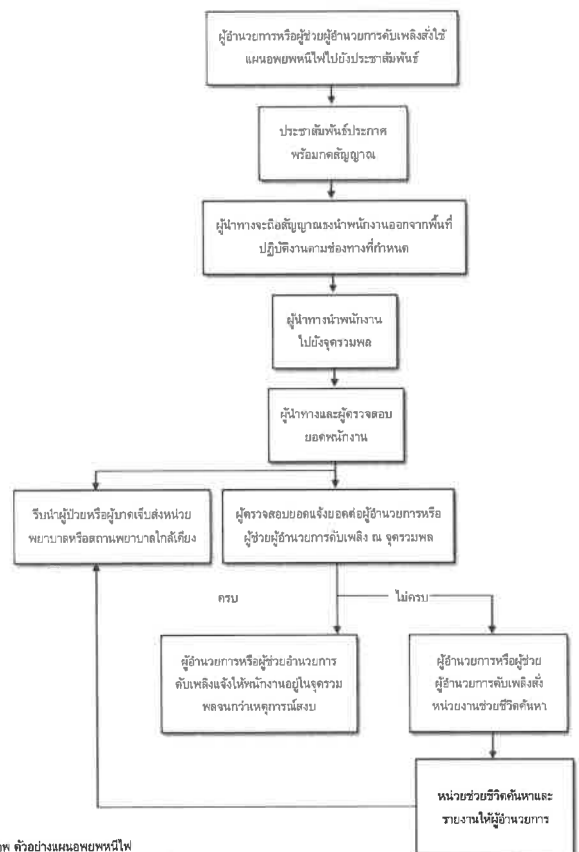 ผู้อำนวยการหรือผู้ช่วยผู้อำนวยการดับเพลิงสั่งใช้
แผนอพยพหนีไฟไปยังประชาสัมพันธ์
ประชาสัมพันธ์ประกาศ
พร้อมกดสัญญาณ
ผู้นำทางจะถือสัญญาณธงนำพนักงานออกจากพื้นที่
ปฏิบัติงานตามช่องทางที่กำหนด
ผู้นำทางนำพนักงาน
ไปยังจุดรวมพล
ผู้นำทางและผู้ตรวจสอบ
ยอดพนักงาน
รีบนำผู้ป่วยหรือผู้บาดเจ็บส่งหน่วย
พยาบาลหรือสถานพยาบาลใกล้เคียง
ผู้ตรวจสอบยอดแจ้งยอดต่อผู้อำนวยการหรือ
ผู้ช่วยผู้อำนวยการดับเพลิง ณ จุดรวมพล
ครบ
ไม่ครบ
ผู้อำนวยการหรือผู้ช่วยอำนวยการ
ดับเพลิงแจ้งให้พนักงานอยู่ในจุดรวม
พลจนกว่าเหตุการณ์สงบ
ผู้อำนวยการหรือผู้ช่วย
ผู้อำนวยการดับเพลิงสั่ง
หน่วยงานช่วยชีวิตค้นหา
หน่วยช่วยชีวิตค้นหาและ
รายงานให้ผู้อำนวยการ
ตัวอย่างแผนอพยพหนีไฟ